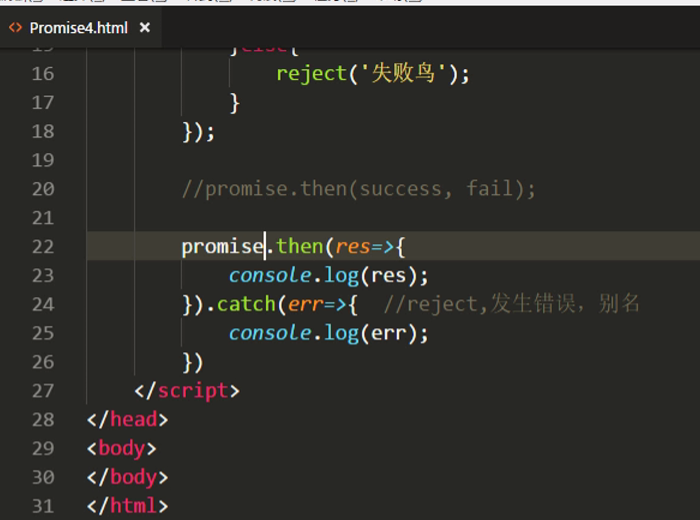 Promise4.html ×
}else{
16 reject('失败鸟');
17 }
18 });
19
20 //promise.then(success, fail);
21
22 promise.then(res=>{
23 console.log(res);
24 }).catch(err=>{ //reject,发生错误，别名
25 console.log(err);
26 })
27 </script>
28 </head>
29 <body>
30 </body>
31 </html>